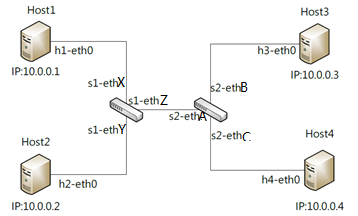 Host1
Host3
h1-eth0
h3-eth0
IP:10.0.0.1
IP:10.0.0.3
s1-ethX
s2-ethB
s1-ethZ
s2-ethA
s1-ethY
s2-ethC
Host2
Host4
h2-eth0
h4-eth0
IP:10.0.0.2
IP:10.0.0.4